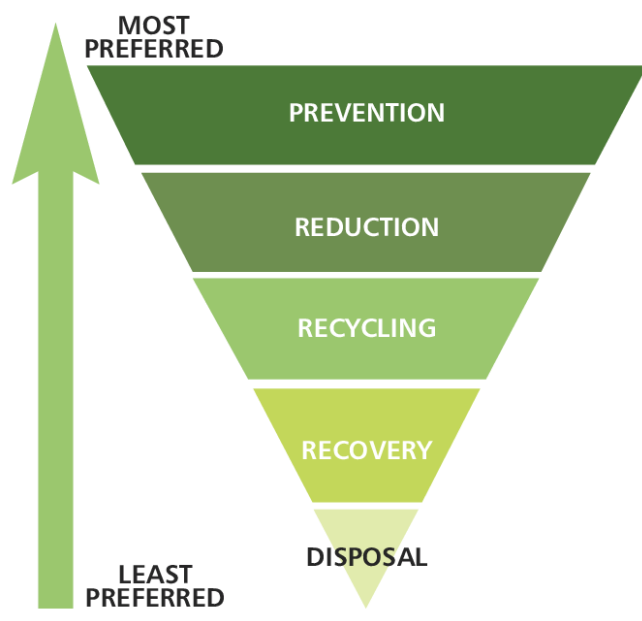 MOST
PREFERRED
PREVENTION
REDUCTION
RECYCLING
RECOVERY
DISPOSAL
LEAST
PREFERRED